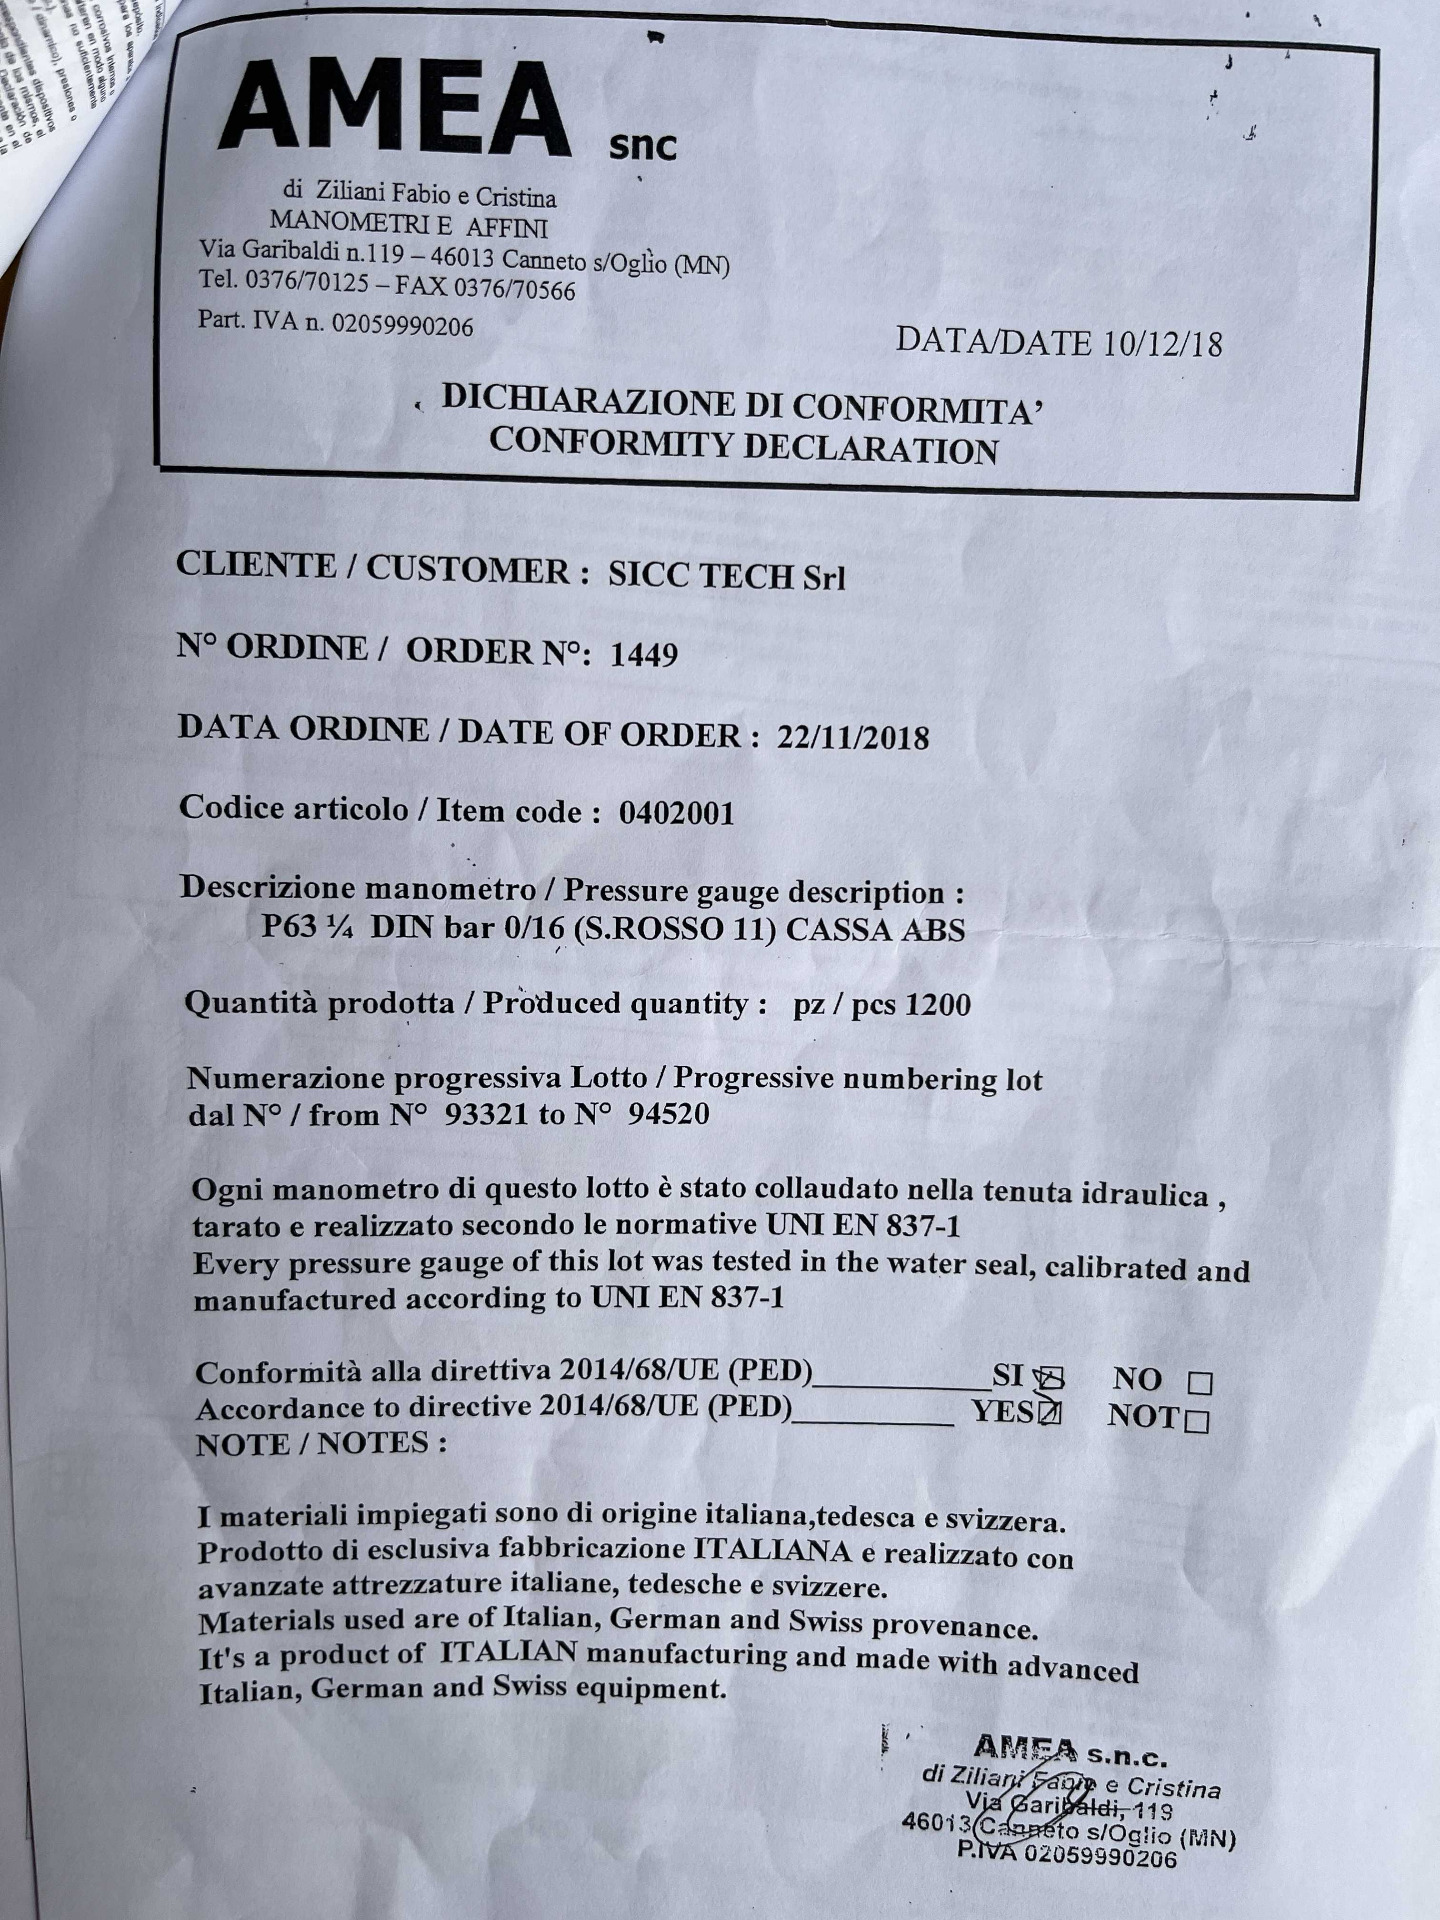 AMEA snc
di Ziliani Fabio e Cristina
MANOMETRI E AFFINI
Via Garibaldi n.119 – 46013 Canneto s/Oglio (MN)
Tel. 0376/70125 – FAX 0376/70566
Part. IVA n. 02059990206
DATA/DATE 10/12/18
DICHIARAZIONE DI CONFORMITA’
CONFORMITY DECLARATION
CLIENTE / CUSTOMER : SICC TECH Srl
N° ORDINE / ORDER N°: 1449
DATA ORDINE / DATE OF ORDER : 22/11/2018
Codice articolo / Item code : 0402001
Descrizione manometro / Pressure gauge description :
P63 ¼ DIN bar 0/16 (S.ROSSO 11) CASSA ABS
Quantità prodotta / Produced quantity : pz / pcs 1200
Numerazione progressiva Lotto / Progressive numbering lot
dal N° / from N° 93321 to N° 94520
Ogni manometro di questo lotto è stato collaudato nella tenuta idraulica ,
tarato e realizzato secondo le normative UNI EN 837-1
Every pressure gauge of this lot was tested in the water seal, calibrated and
manufactured according to UNI EN 837-1
Conformità alla direttiva 2014/68/UE (PED)___________SI ☒ NO ☐
Accordance to directive 2014/68/UE (PED)__________ YES☒ NOT☐
NOTE / NOTES :
I materiali impiegati sono di origine italiana,tedesca e svizzera.
Prodotto di esclusiva fabbricazione ITALIANA e realizzato con
avanzate attrezzature italiane, tedesche e svizzere.
Materials used are of Italian, German and Swiss provenance.
It's a product of ITALIAN manufacturing and made with advanced
Italian, German and Swiss equipment.
AMEA s.n.c.
di Ziliani Fabio e Cristina
Via Garibaldi, 119
46013 Canneto s/Oglio (MN)
P.IVA 02059990206